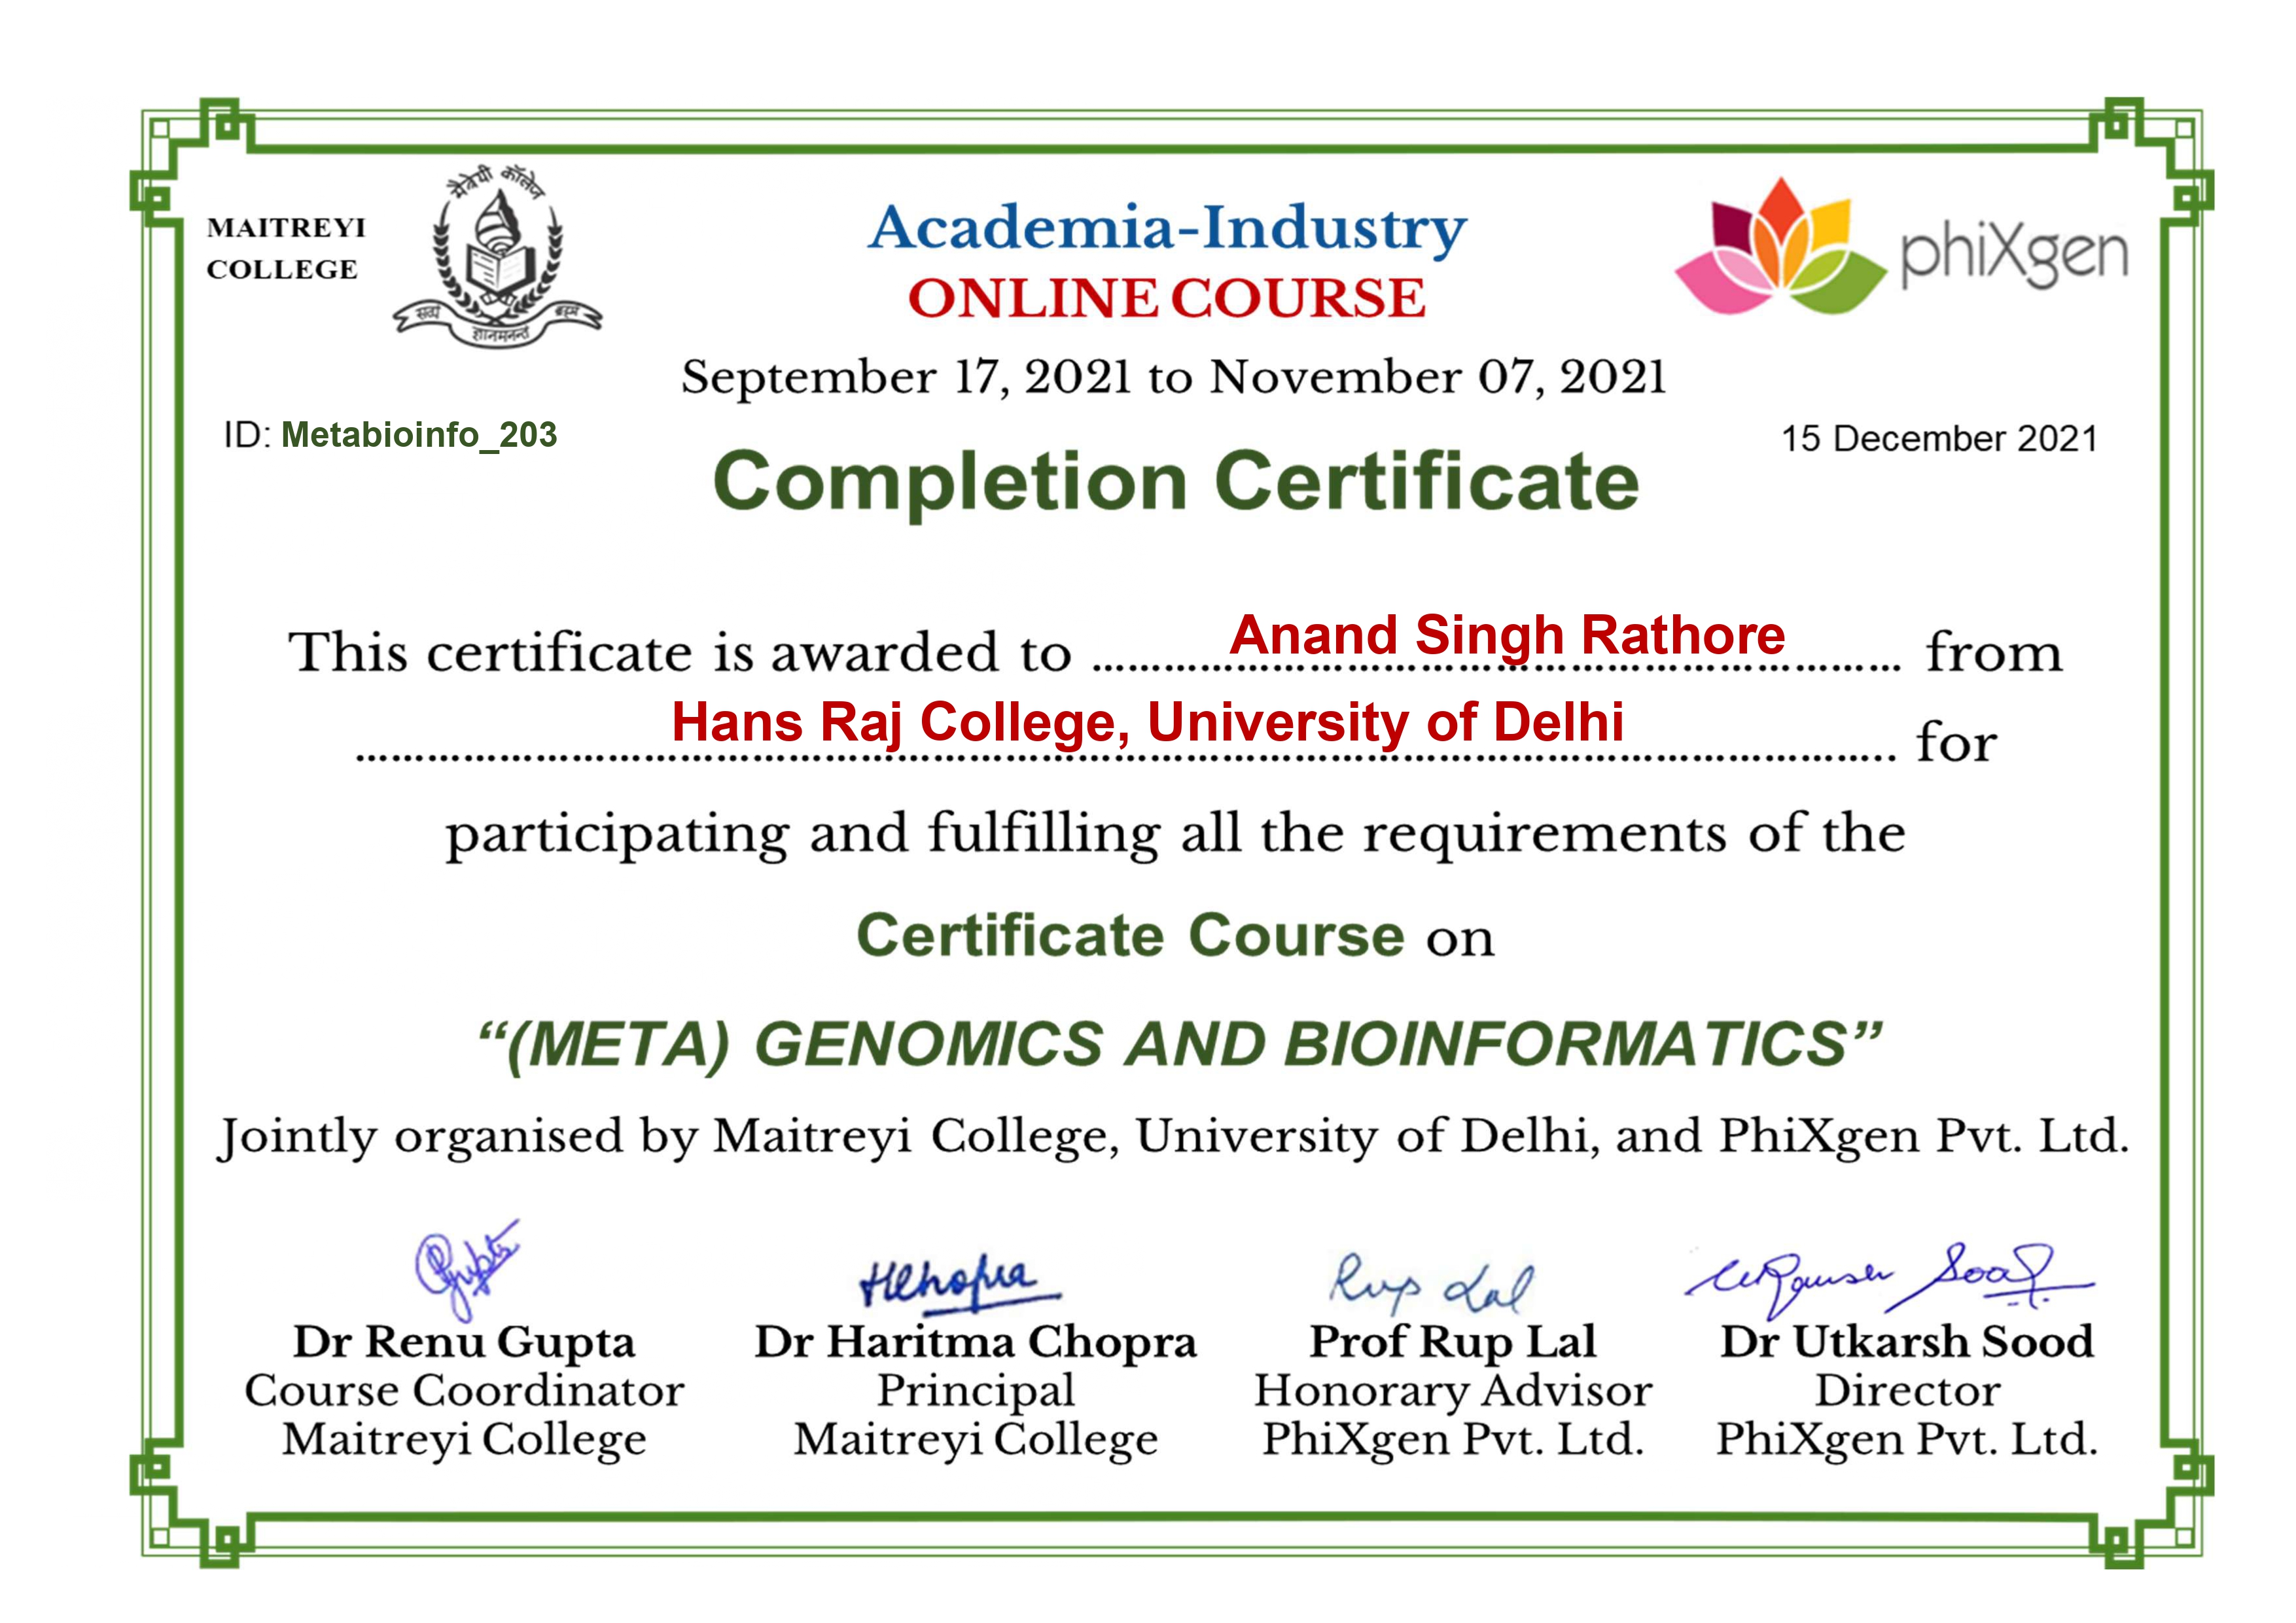 MAITREYI
COLLEGE
मैत्रेयी कॉलेज
सत्यं
ज्ञानमनन्तं
ब्रह्म
Academia-Industry
ONLINE COURSE
phiXgen
September 17, 2021 to November 07, 2021
ID: Metabioinfo_203
15 December 2021
Completion Certificate
This certificate is awarded to Anand Singh Rathore from
Hans Raj College, University of Delhi for
participating and fulfilling all the requirements of the
Certificate Course on
“(META) GENOMICS AND BIOINFORMATICS”
Jointly organised by Maitreyi College, University of Delhi, and PhiXgen Pvt. Ltd.
Gupta
HChopra
Rup Lal
Utkarsh Sood
Dr Renu Gupta
Dr Haritma Chopra
Prof Rup Lal
Dr Utkarsh Sood
Course Coordinator
Principal
Honorary Advisor
Director
Maitreyi College
Maitreyi College
PhiXgen Pvt. Ltd.
PhiXgen Pvt. Ltd.